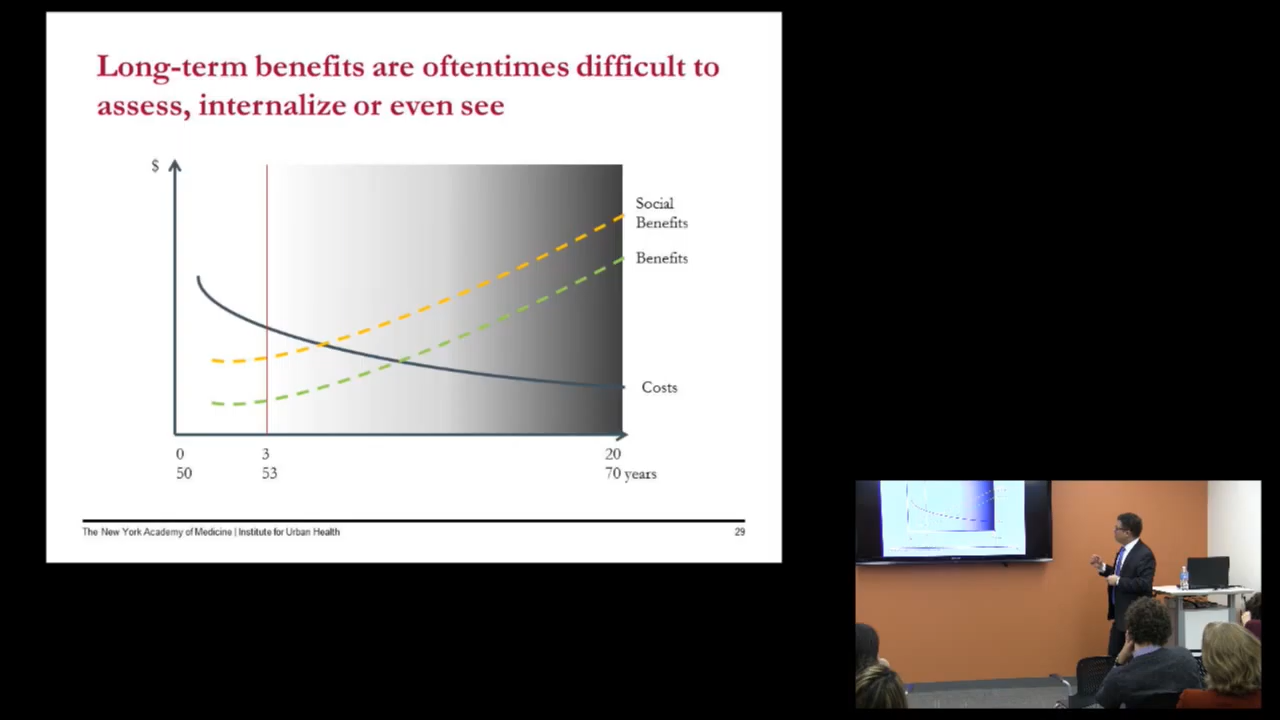 Long-term benefits are oftentimes difficult to
assess, internalize or even see
$
Social
Benefits
Benefits
Costs
0 3 20
50 53 70 years
The New York Academy of Medicine | Institute for Urban Health 29